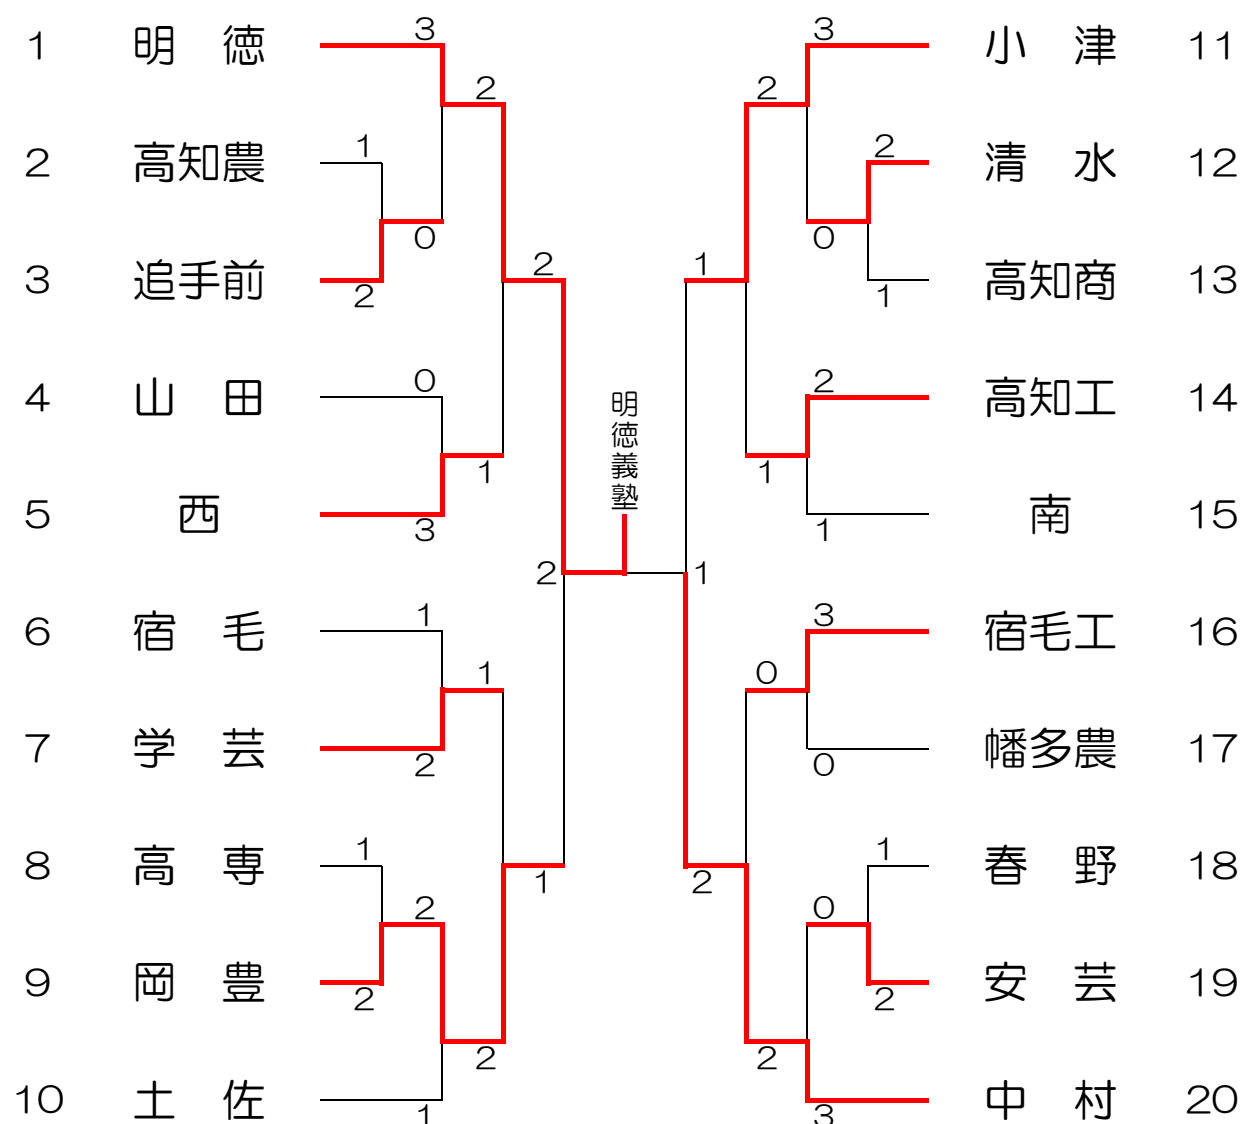 1 明 徳 3 3 小 津 11
2 2
2 高知農 1 2 清 水 12
0 0
3 追手前 2 2 1 1 高知商 13
4 山 田 0 2 高知工 14
明徳義塾
1 1
5 西 3 1 南 15
2 1
6 宿 毛 1 3 宿毛工 16
1 0
7 学 芸 2 0 幡多農 17
8 高 専 1 1 2 1 春 野 18
2 0
9 岡 豊 2 2 安 芸 19
2 2
10 土 佐 1 3 中 村 20